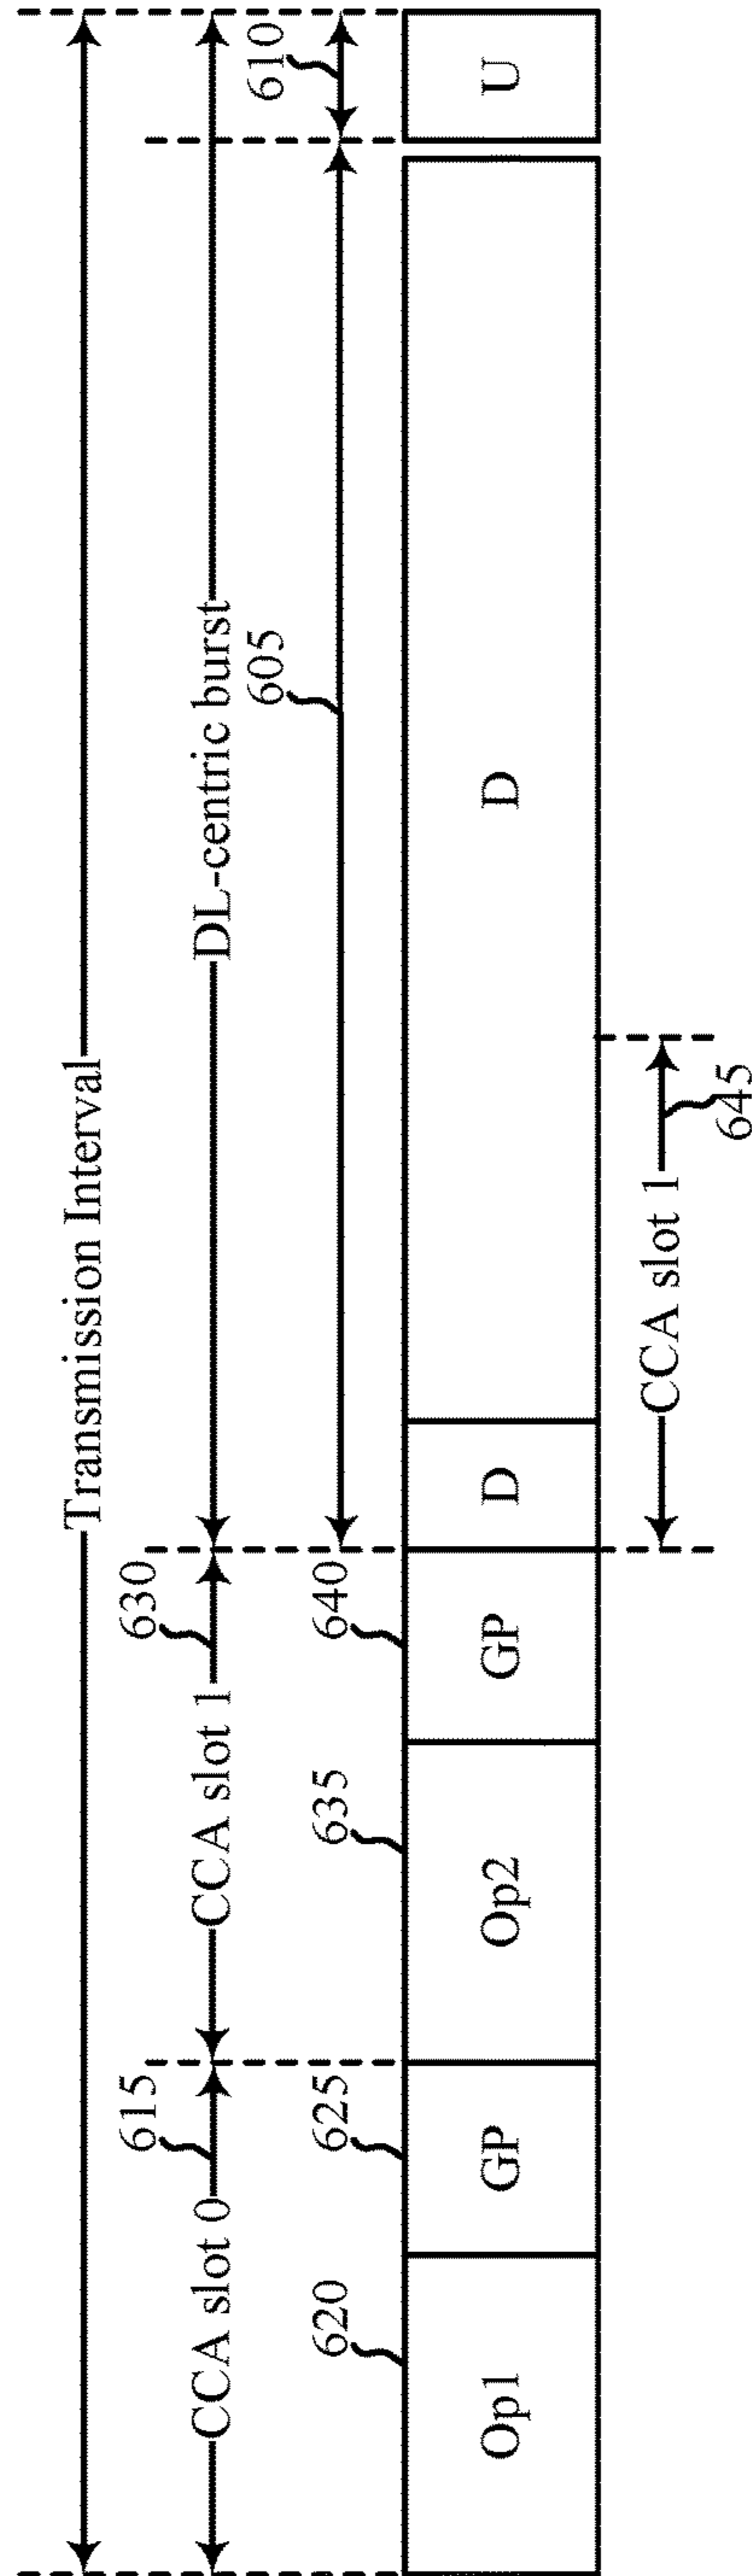 Transmission Interval
CCA slot 0
615
CCA slot 1
630
DL-centric burst
620
625
635
640
605
610
Op1
GP
Op2
GP
D
D
U
CCA slot 1
645